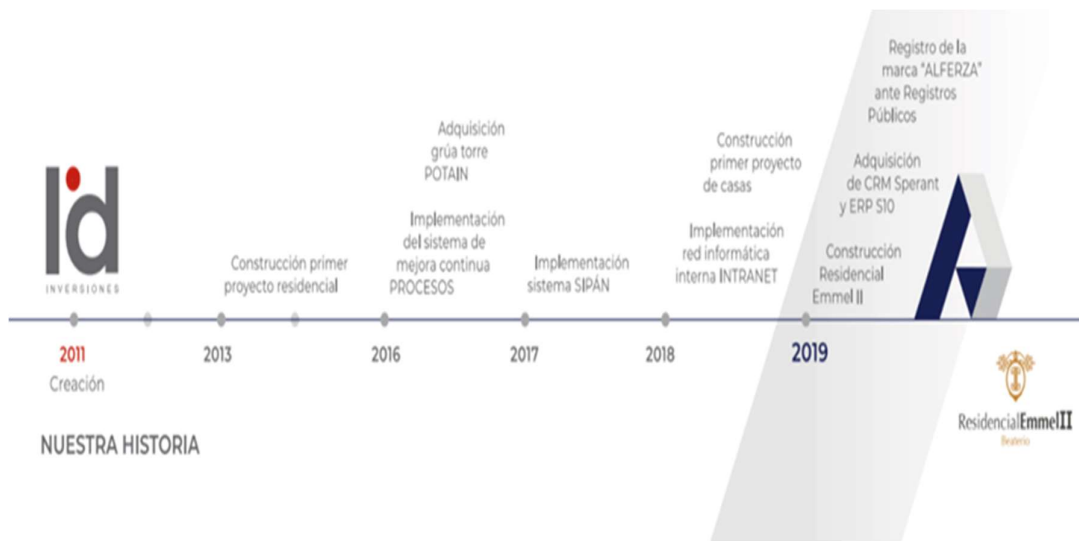 Id
INVERSIONES
2011
Creación
Construcción primer
proyecto residencial
2013
Adquisición
grúa torre
POTAIN
Implementación
del sistema de
mejora continua
PROCESOS
2016
Implementación
sistema SIPÁN
2017
Construcción
primer proyecto
de casas
Implementación
red informática
interna INTRANET
2018
Registro de la
marca "ALFERZA"
ante Registros
Públicos
Adquisición
de CRM Sperant
y ERP S10
Construcción
Residencial
Emmel II
2019
ResidencialEmmelII
Beaterio
NUESTRA HISTORIA